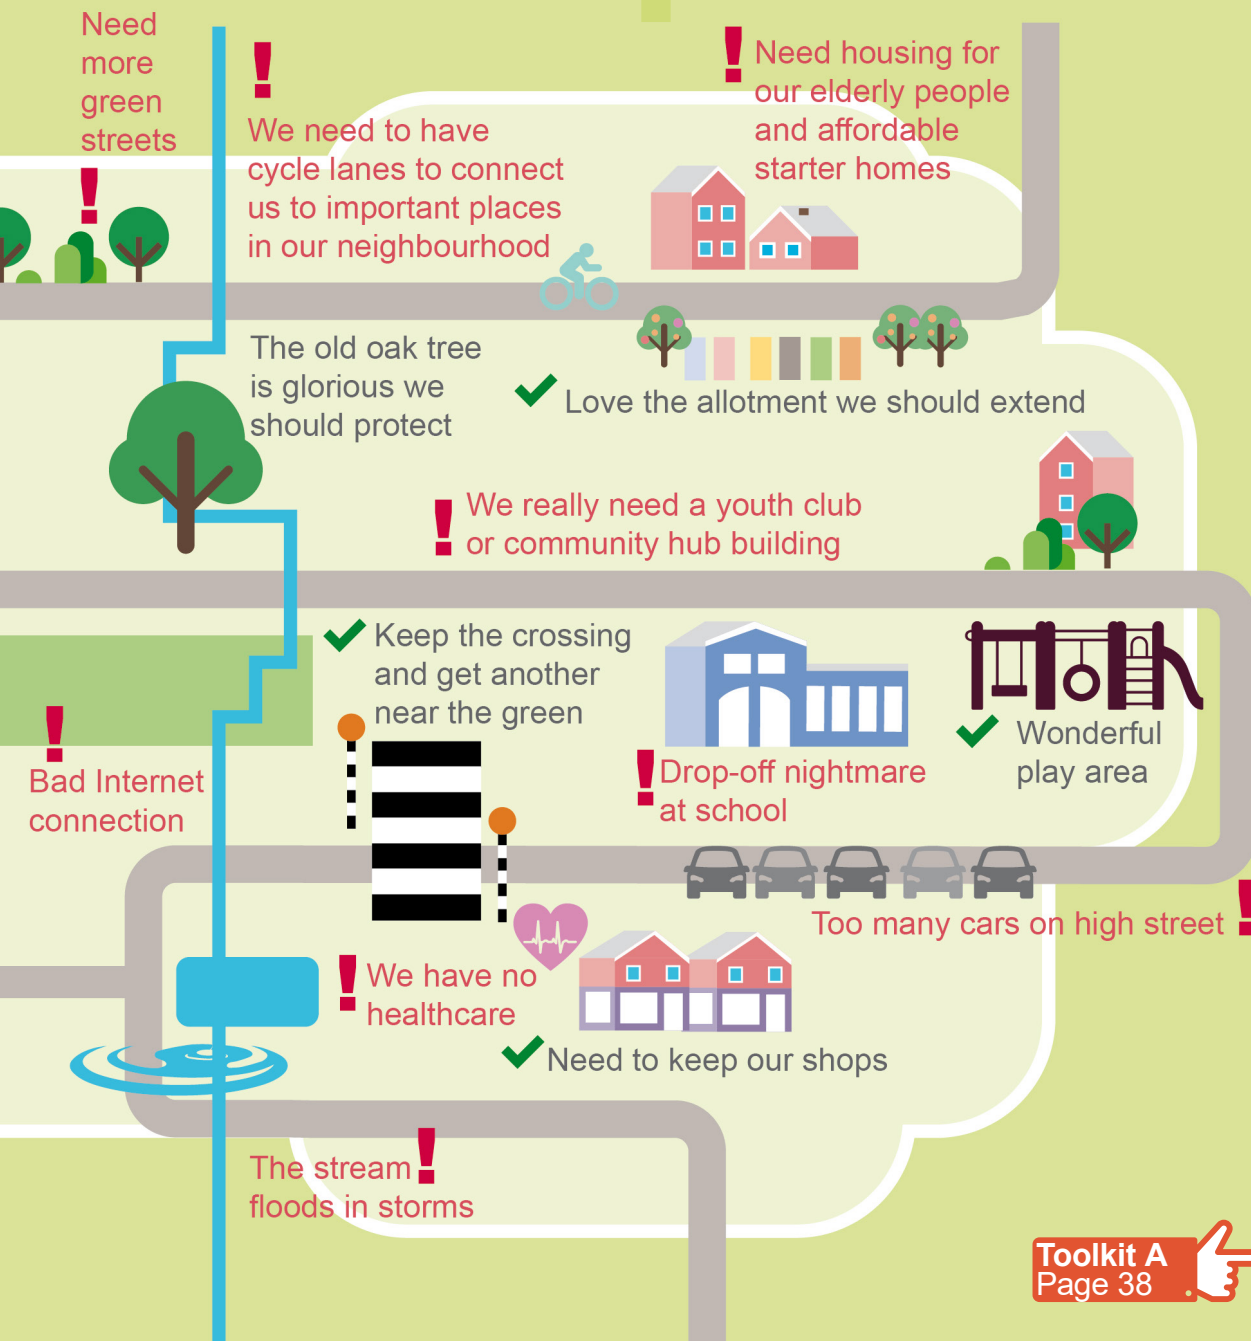 Need
more
green
streets
We need to have
cycle lanes to connect
us to important places
in our neighbourhood
Need housing for
our elderly people
and affordable
starter homes
The old oak tree
is glorious we
should protect
Love the allotment we should extend
We really need a youth club
or community hub building
Keep the crossing
and get another
near the green
Wonderful
play area
Bad Internet
connection
Drop-off nightmare
at school
Too many cars on high street
We have no
healthcare
Need to keep our shops
The stream
floods in storms
Toolkit A
Page 38